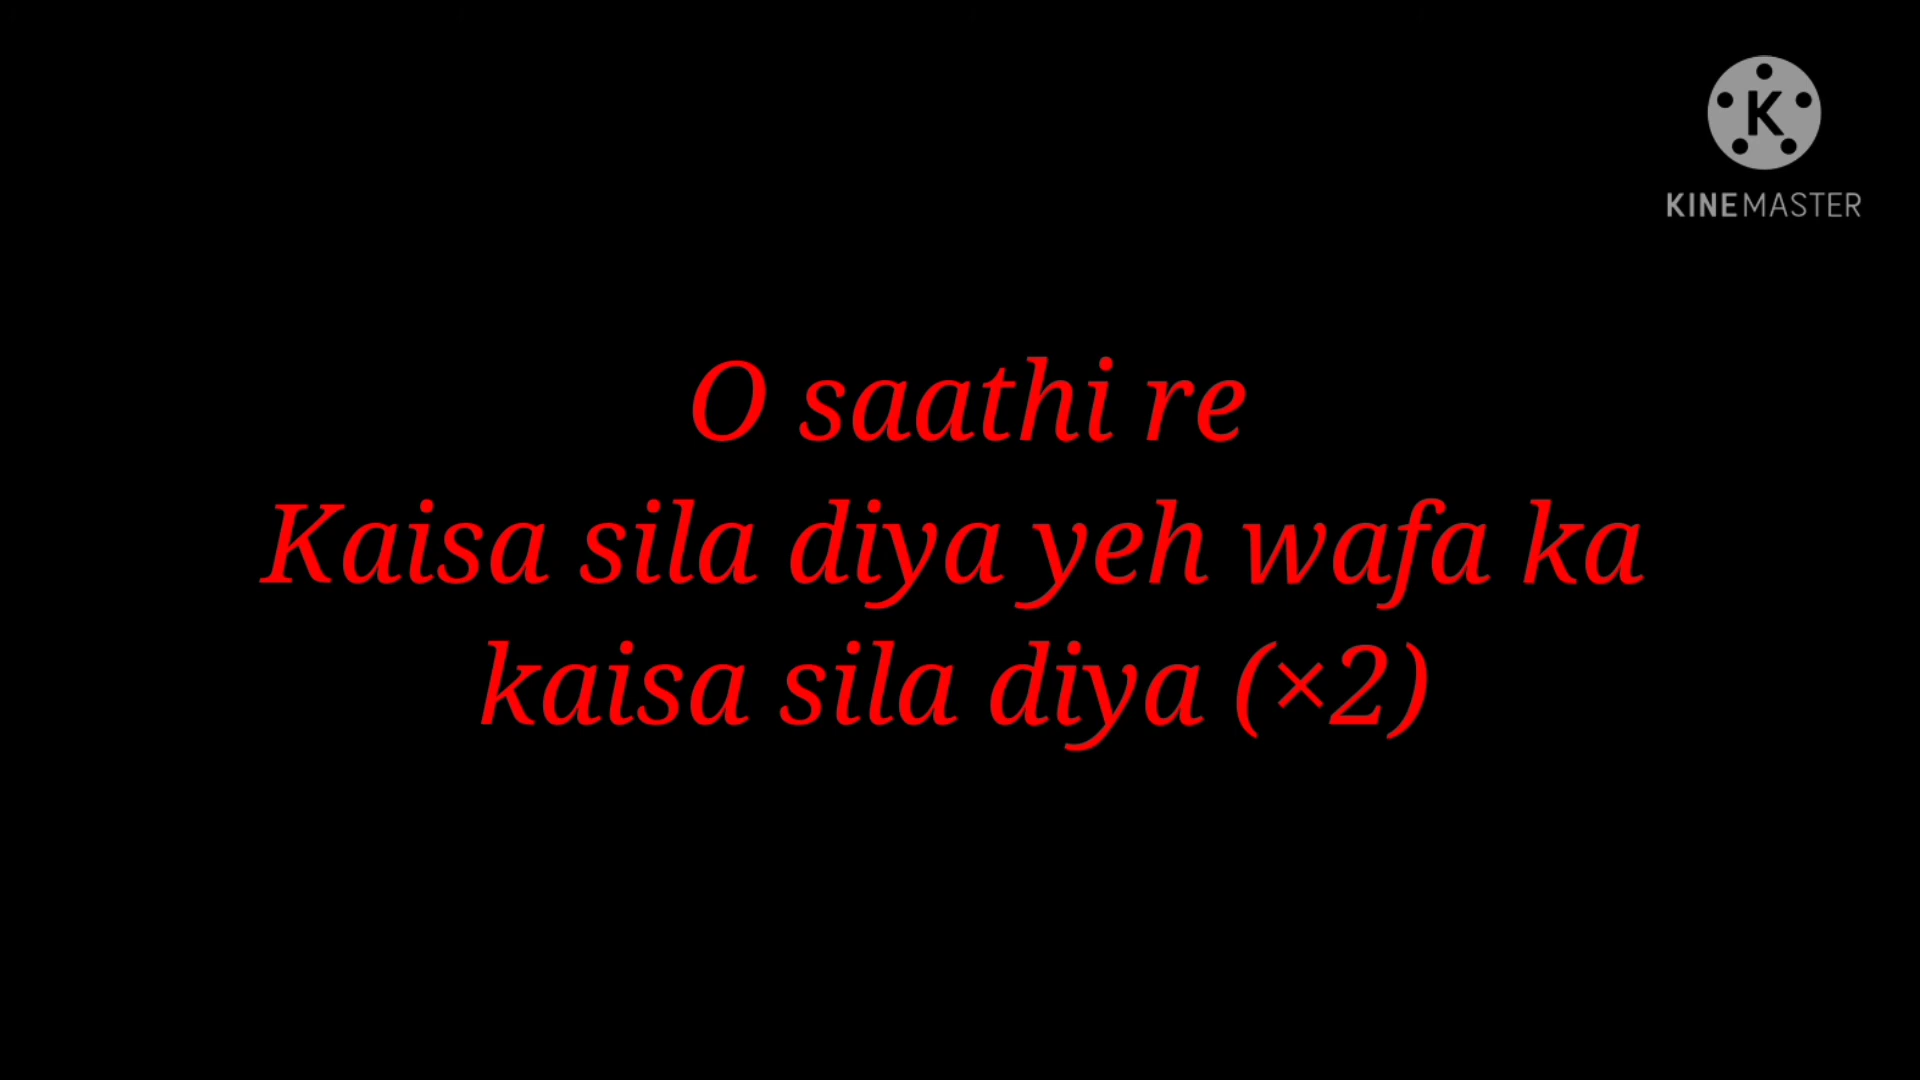 K
KINEMASTER
O saathi re
Kaisa sila diya yeh wafa ka
kaisa sila diya (×2)